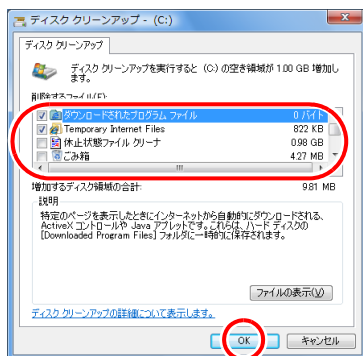 ディスク クリーンアップ - (C:)
ディスク クリーンアップ
ディスク クリーンアップを実行すると (C:) の空き領域が 1.00 GB 増加し
ます。
削除するファイル(F):
ダウンロードされたプログラム ファイル 0 バイト
Temporary Internet Files 822 KB
休止状態ファイル クリーナ 0.98 GB
ごみ箱 4.27 MB
増加するディスク領域の合計: 9.81 MB
説明
特定のページを表示したときにインターネットから自動的にダウンロードされる、
ActiveX コントロールや Java アプレットです。これらは、ハード ディスクの
[Downloaded Program Files] フォルダに一時的に保存されます。
ファイルの表示(V)
ディスク クリーンアップの詳細について表示します。
OK キャンセル